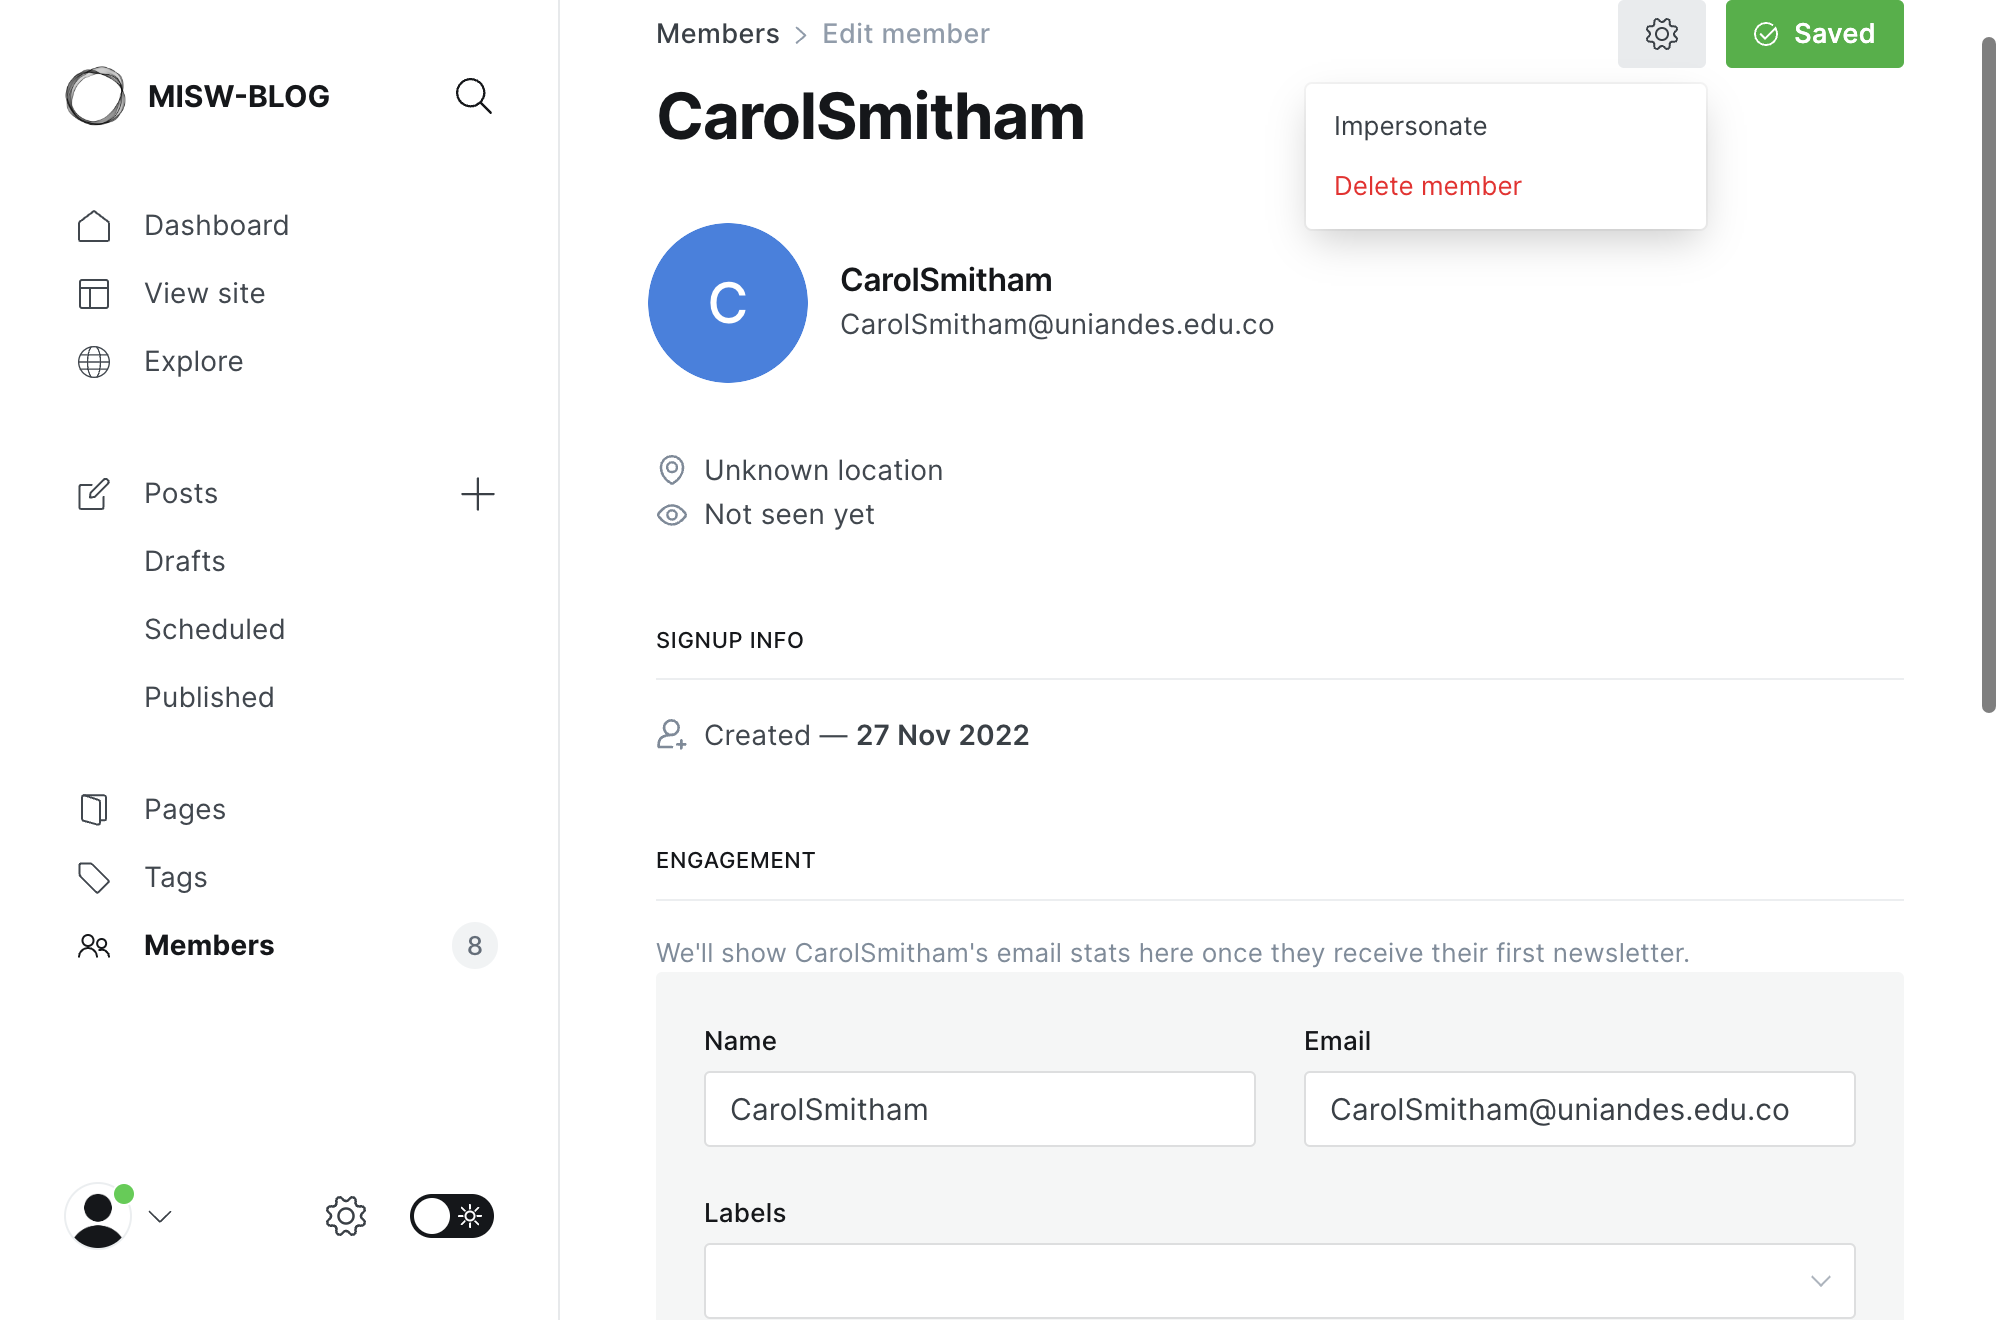 MISW-BLOG
Dashboard
View site
Explore
Posts
Drafts
Scheduled
Published
Pages
Tags
Members
8
Members > Edit member
Saved
CarolSmitham
Impersonate
Delete member
C
CarolSmitham
CarolSmitham@uniandes.edu.co
Unknown location
Not seen yet
SIGNUP INFO
Created — 27 Nov 2022
ENGAGEMENT
We'll show CarolSmitham's email stats here once they receive their first newsletter.
Name
CarolSmitham
Email
CarolSmitham@uniandes.edu.co
Labels